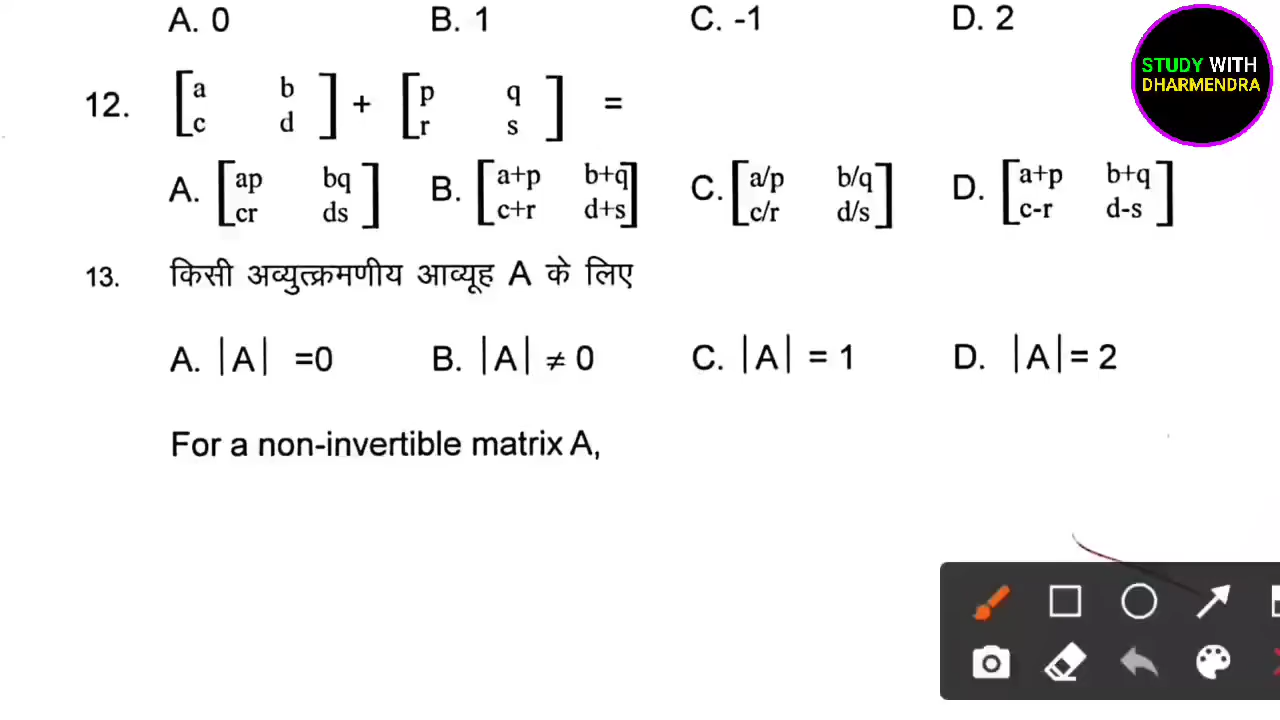 A. 0 B. 1 C. -1 D. 2
STUDY WITH
DHARMENDRA
12. [a b + [p q =
c d] r s]
A. [ap bq B. [a+p b+q C. [a/p b/q D. [a+p b+q
cr ds] c+r d+s] c/r d/s] c-r d-s]
13. किसी अव्युत्क्रमणीय आव्यूह A के लिए
A. |A| =0 B. |A| ≠ 0 C. |A| = 1 D. |A| = 2
For a non-invertible matrix A,